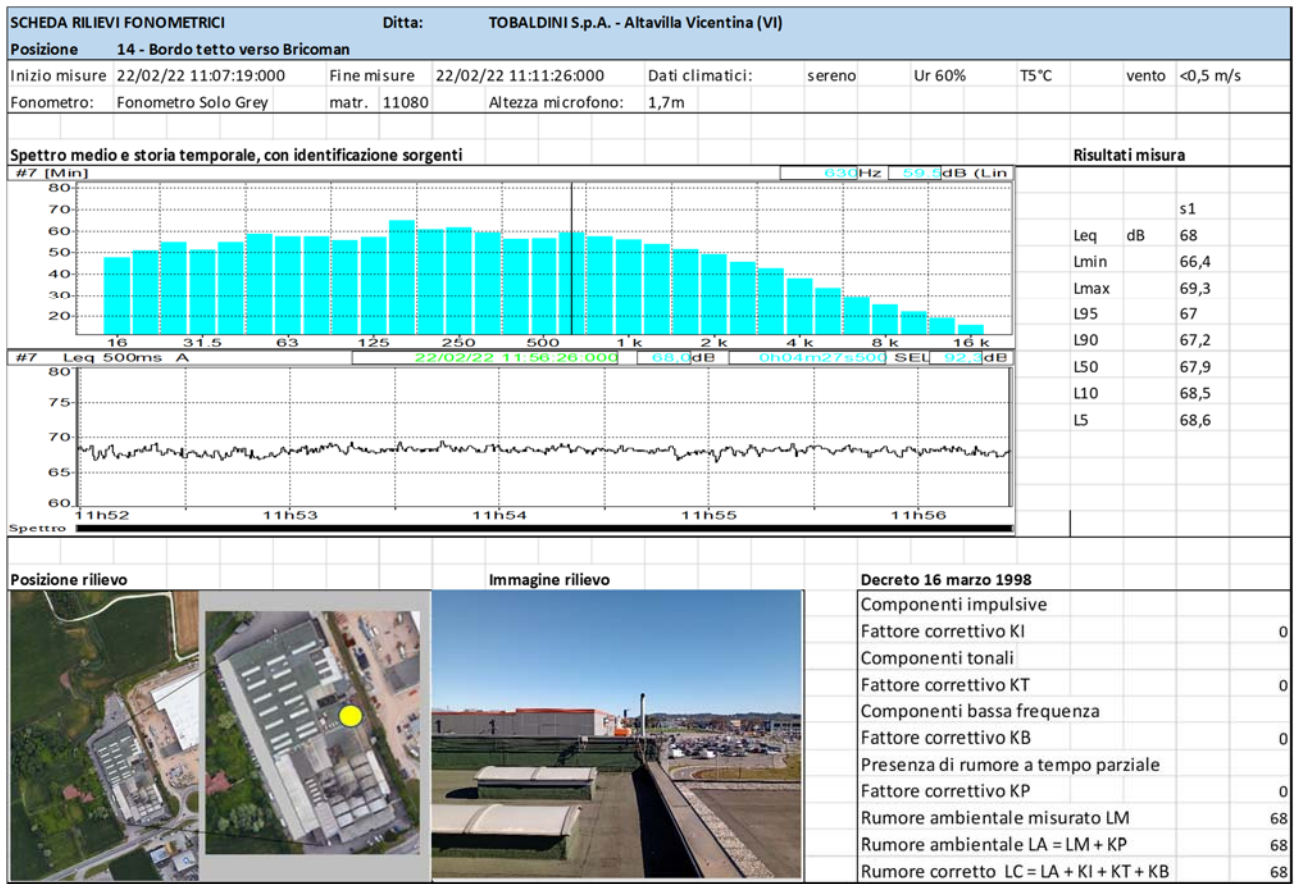 SCHEDA RILIEVI FONOMETRICI Ditta: TOBALDINI S.p.A. - Altavilla Vicentina (VI)
Posizione 14 - Bordo tetto verso Bricoman
Inizio misure 22/02/22 11:07:19:000 Fine misure 22/02/22 11:11:26:000 Dati climatici: sereno Ur 60% T5°C vento <0,5 m/s
Fonometro: Fonometro Solo Grey matr. 11080 Altezza microfono: 1,7m
Spettro medio e storia temporale, con identificazione sorgenti Risultati misura
#7 [Min] 630Hz 59.5dB (Lin
80
70
60
50
40
30
20
16 31.5 63 125 250 500 1 k 2 k 4 k 8 k 16 k
s1
Leq dB 68
Lmin 66,4
Lmax 69,3
L95 67
L90 67,2
L50 67,9
L10 68,5
L5 68,6
#7 Leq 500ms A 22/02/22 11:56:26:000 68,0dB 0h04m27s500 SEL 92,3dB
80
75
70
65
60
11h52 11h53 11h54 11h55 11h56
Spettro
Posizione rilievo Immagine rilievo Decreto 16 marzo 1998
Componenti impulsive
Fattore correttivo KI 0
Componenti tonali
Fattore correttivo KT 0
Componenti bassa frequenza
Fattore correttivo KB 0
Presenza di rumore a tempo parziale
Fattore correttivo KP 0
Rumore ambientale misurato LM 68
Rumore ambientale LA = LM + KP 68
Rumore corretto LC = LA + KI + KT + KB 68